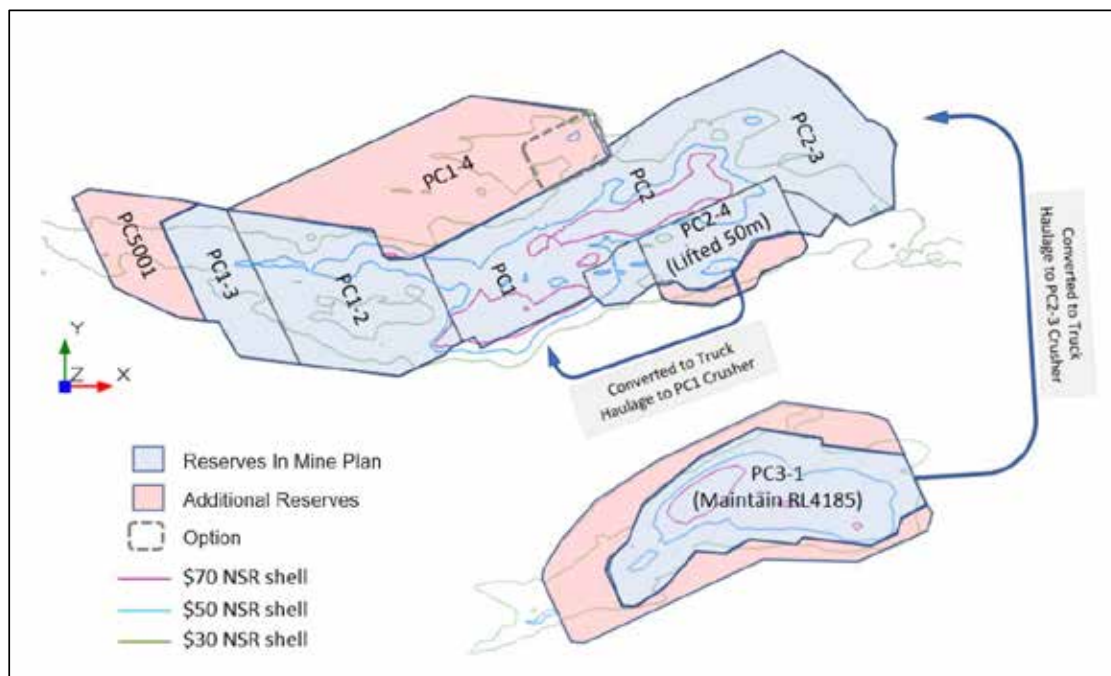 PC2-3
PC1-4
PC2
PC2-4
(Lifted 50m)
PC5001
PC1-3
PC1-2
PC1
Converted to Truck
Haulage to PC2-3 Crusher
Converted to Truck
Haulage to PC1 Crusher
Y
Z
X
PC3-1
(Maintain RL4185)
Reserves In Mine Plan
Additional Reserves
Option
$70 NSR shell
$50 NSR shell
$30 NSR shell